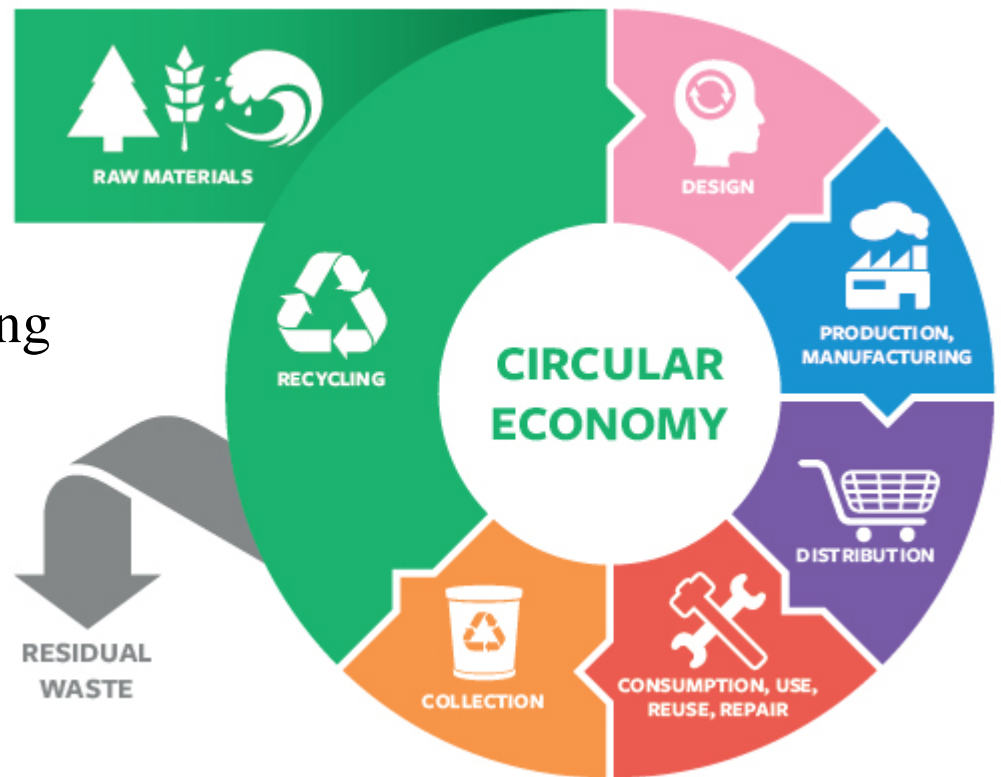 RAW MATERIALS
DESIGN
ng
PRODUCTION,
MANUFACTURING
RECYCLING
CIRCULAR
ECONOMY
DISTRIBUTION
RESIDUAL
WASTE
COLLECTION
CONSUMPTION, USE,
REUSE, REPAIR